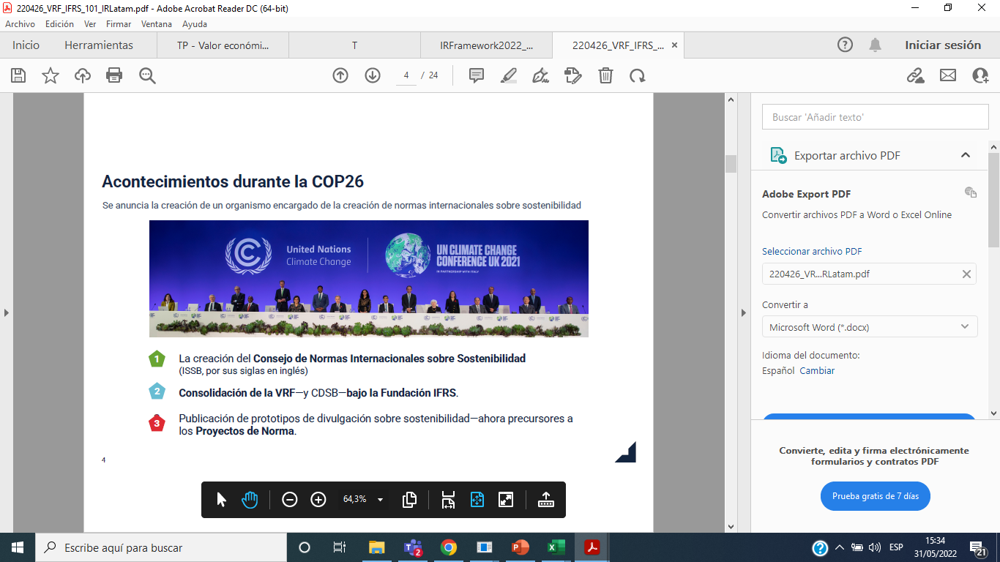 220426_VRF_IFRS_101_IRLatam.pdf - Adobe Acrobat Reader DC (64-bit)
Archivo Edición Ver Firmar Ventana Ayuda
Inicio Herramientas TP - Valor económi... T IRFramework2022_... 220426_VRF_IFRS_... Iniciar sesión
4 / 24
Buscar 'Añadir texto'
Exportar archivo PDF
Adobe Export PDF
Convertir archivos PDF a Word o Excel Online
Seleccionar archivo PDF
220426_VR...RLatam.pdf
Convertir a
Microsoft Word (*.docx)
Idioma del documento:
Español Cambiar
Convierte, edita y firma electrónicamente
formularios y contratos PDF
Prueba gratis de 7 días
Acontecimientos durante la COP26
Se anuncia la creación de un organismo encargado de la creación de normas internacionales sobre sostenibilidad
United Nations
Climate Change
UN CLIMATE CHANGE
CONFERENCE UK 2021
IN PARTNERSHIP WITH ITALY
1 La creación del Consejo de Normas Internacionales sobre Sostenibilidad
(ISSB, por sus siglas en inglés)
2 Consolidación de la VRF—y CDSB—bajo la Fundación IFRS.
3 Publicación de prototipos de divulgación sobre sostenibilidad—ahora precursores a
los Proyectos de Norma.
4
64,3%
Escribe aquí para buscar
2
ESP
15:34
31/05/2022
21